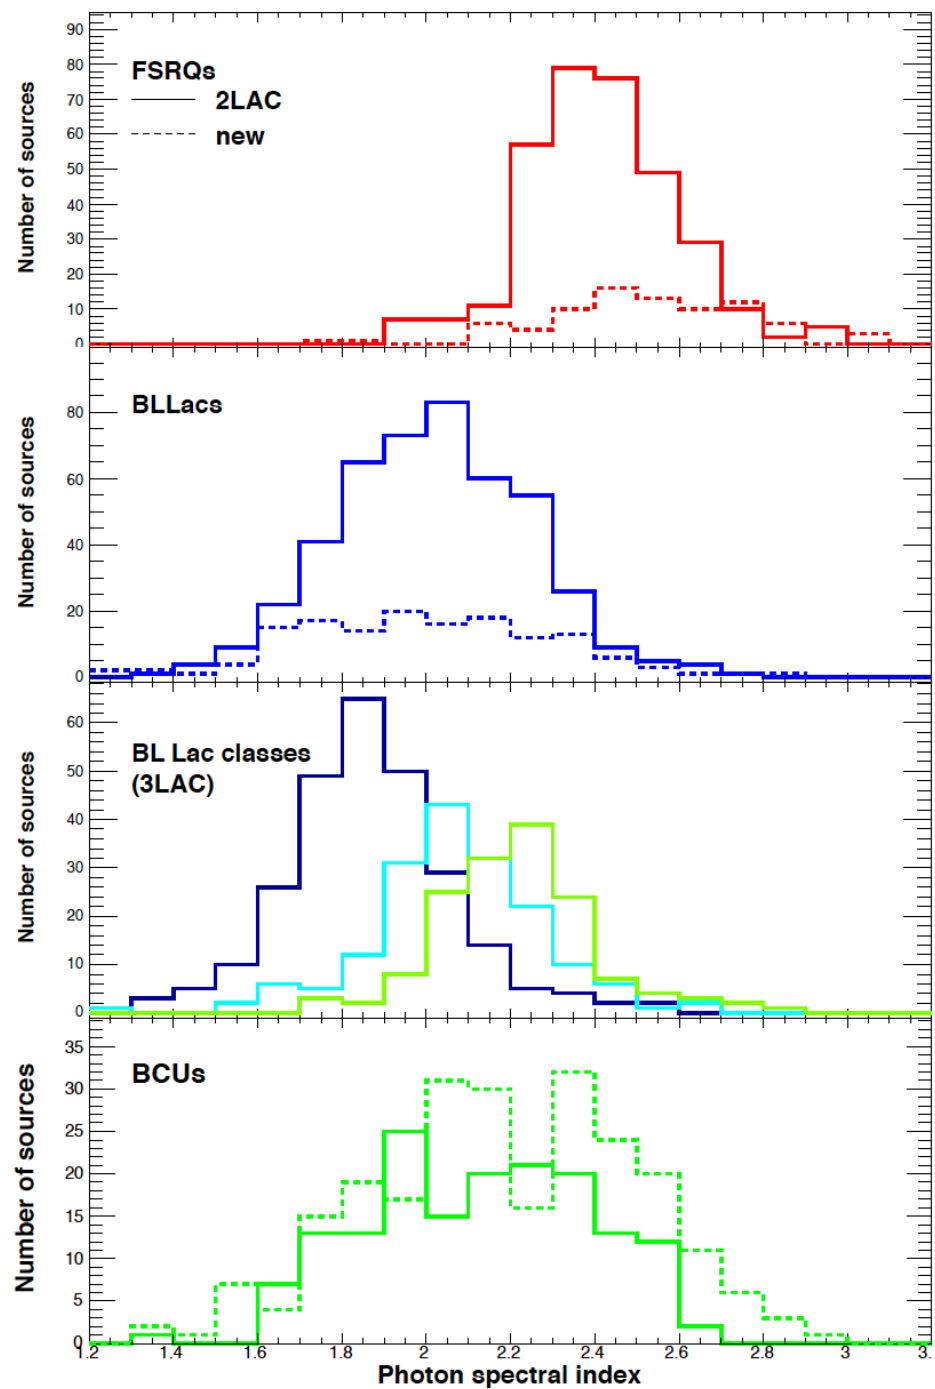 90
80
70
60
50
40
30
20
10
0
Number of sources
FSRQs
2LAC
new
80
60
40
20
0
Number of sources
BLLacs
60
50
40
30
20
10
0
Number of sources
BL Lac classes
(3LAC)
35
30
25
20
15
10
5
0
Number of sources
BCUs
1.2 1.4 1.6 1.8 2 2.2 2.4 2.6 2.8 3 3.
Photon spectral index